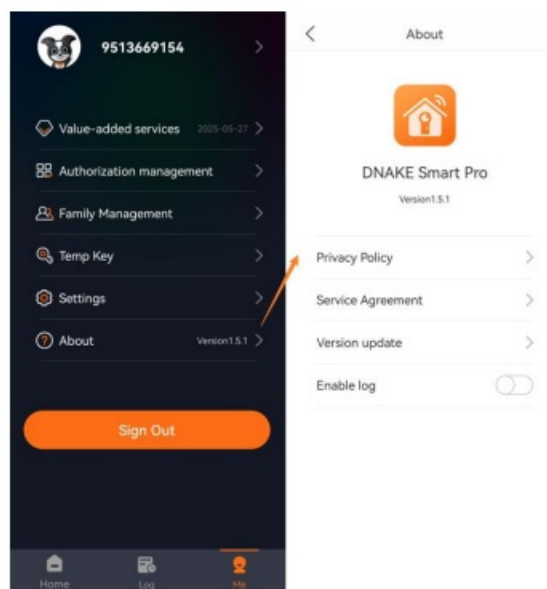 9513669154
Value-added services 2025-05-27
Authorization management
Family Management
Temp Key
Settings
About Version1.5.1
Sign Out
Home Log Me
About
DNAKE Smart Pro
Version1.5.1
Privacy Policy
Service Agreement
Version update
Enable log